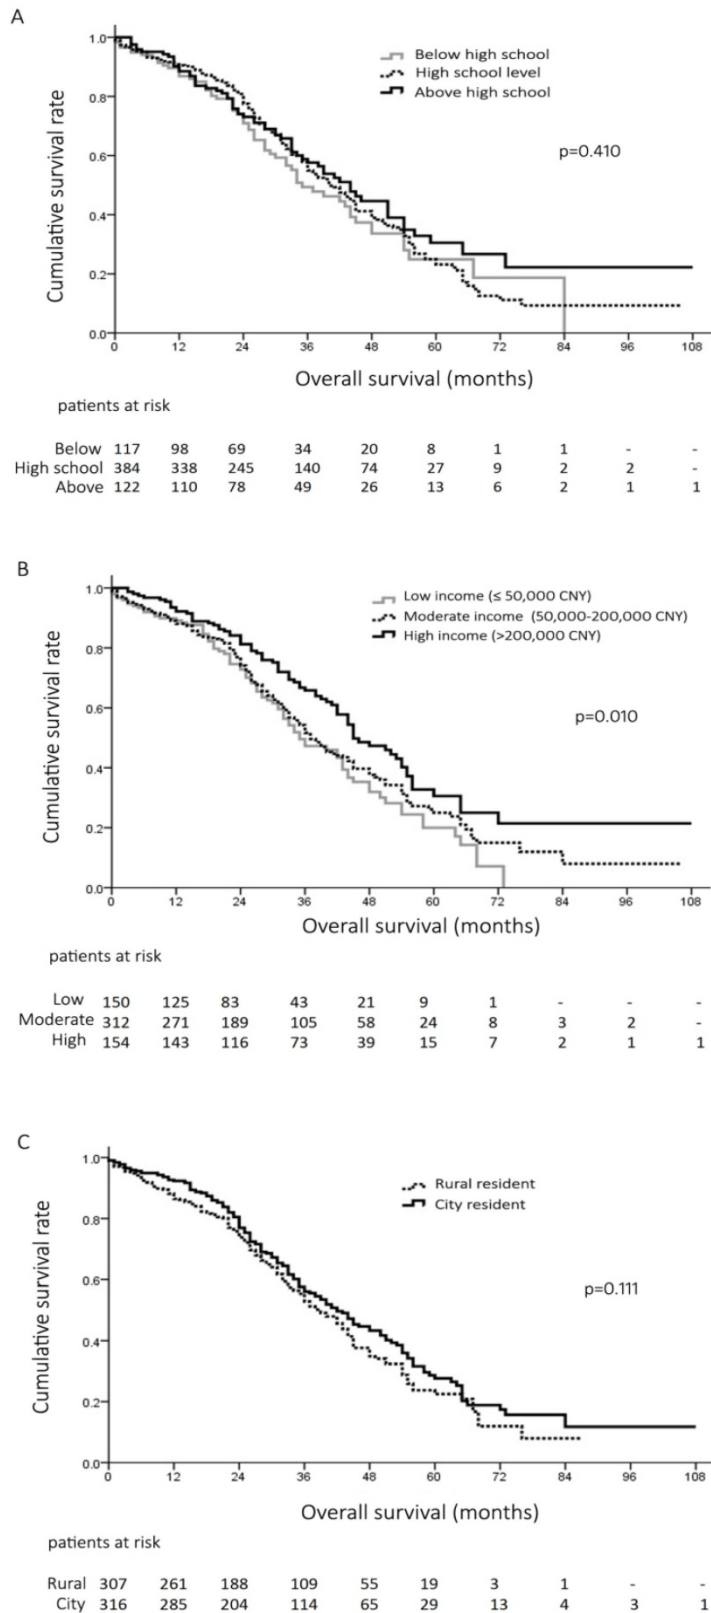 A
Cumulative survival rate
1.0
0.8
0.6
0.4
0.2
0.0
Below high school
High school level
Above high school
p=0.410
0 12 24 36 48 60 72 84 96 108
Overall survival (months)
patients at risk
Below 117 98 69 34 20 8 1 1 - -
High school 384 338 245 140 74 27 9 2 2 -
Above 122 110 78 49 26 13 6 2 1 1
B
Cumulative survival rate
1.0
0.8
0.6
0.4
0.2
0.0
Low income (≤ 50,000 CNY)
Moderate income (50,000-200,000 CNY)
High income (>200,000 CNY)
p=0.010
0 12 24 36 48 60 72 84 96 108
Overall survival (months)
patients at risk
Low 150 125 83 43 21 9 1 - - -
Moderate 312 271 189 105 58 24 8 3 2 -
High 154 143 116 73 39 15 7 2 1 1
C
Cumulative survival rate
1.0
0.8
0.6
0.4
0.2
0.0
Rural resident
City resident
p=0.111
0 12 24 36 48 60 72 84 96 108
Overall survival (months)
patients at risk
Rural 307 261 188 109 55 19 3 1 - -
City 316 285 204 114 65 29 13 4 3 1